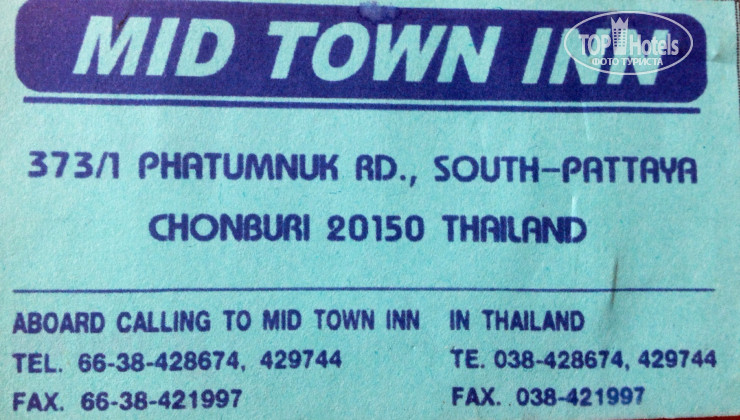 MID TOWN INN
TOP Hotels
ФОТО ТУРИСТА
373/1 PHATUMNUK RD., SOUTH-PATTAYA
CHONBURI 20150 THAILAND
ABOARD CALLING TO MID TOWN INN
TEL. 66-38-428674, 429744
FAX. 66-38-421997
IN THAILAND
TE. 038-428674, 429744
FAX. 038-421997